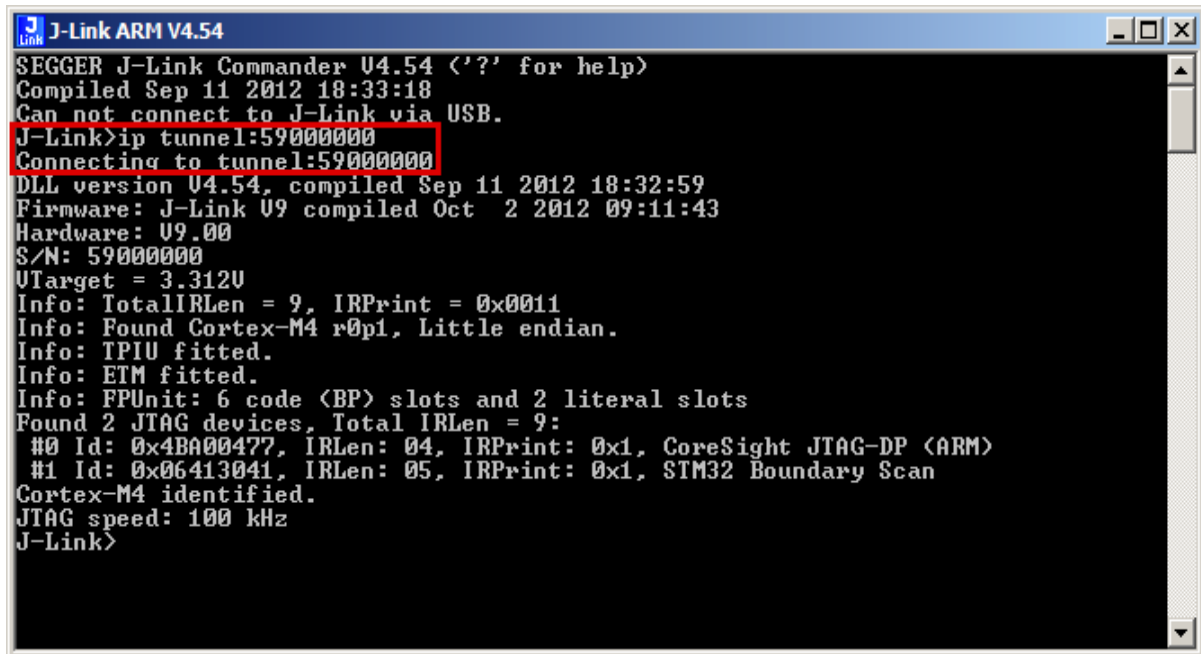 J-Link ARM V4.54
SEGGER J-Link Commander V4.54 ('?' for help)
Compiled Sep 11 2012 18:33:18
Can not connect to J-Link via USB.
J-Link>ip tunnel:59000000
Connecting to tunnel:59000000
DLL version V4.54, compiled Sep 11 2012 18:32:59
Firmware: J-Link V9 compiled Oct  2 2012 09:11:43
Hardware: V9.00
S/N: 59000000
VTarget = 3.312V
Info: TotalIRLen = 9, IRPrint = 0x0011
Info: Found Cortex-M4 r0p1, Little endian.
Info: TPIU fitted.
Info: ETM fitted.
Info: FPUnit: 6 code (BP) slots and 2 literal slots
Found 2 JTAG devices, Total IRLen = 9:
 #0 Id: 0x4BA00477, IRLen: 04, IRPrint: 0x1, CoreSight JTAG-DP (ARM)
 #1 Id: 0x06413041, IRLen: 05, IRPrint: 0x1, STM32 Boundary Scan
Cortex-M4 identified.
JTAG speed: 100 kHz
J-Link>